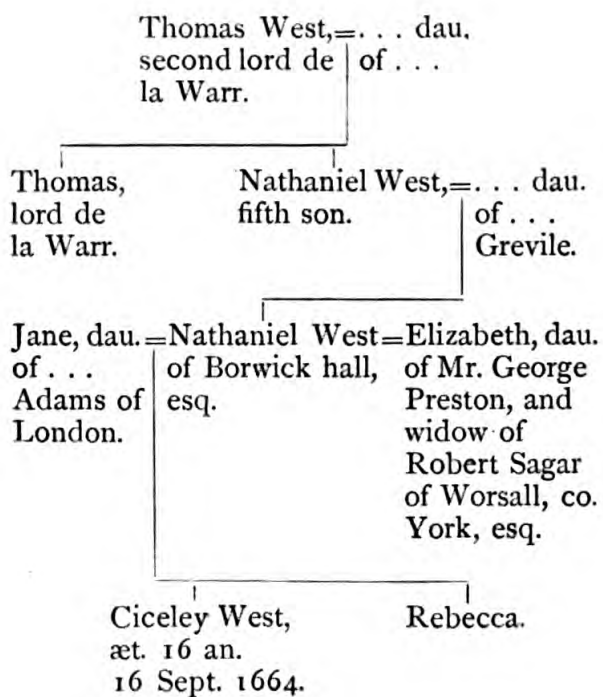 Thomas West,=. . . dau.
second lord de of . . .
la Warr.
Thomas,
lord de
la Warr.
Nathaniel West,=. . . dau.
fifth son. of . . .
Grevile.
Jane, dau.=Nathaniel West=Elizabeth, dau.
of . . . of Borwick hall, of Mr. George
Adams of esq. Preston, and
London. widow of
Robert Sagar
of Worsall, co.
York, esq.
Ciceley West,
æt. 16 an.
16 Sept. 1664.
Rebecca.